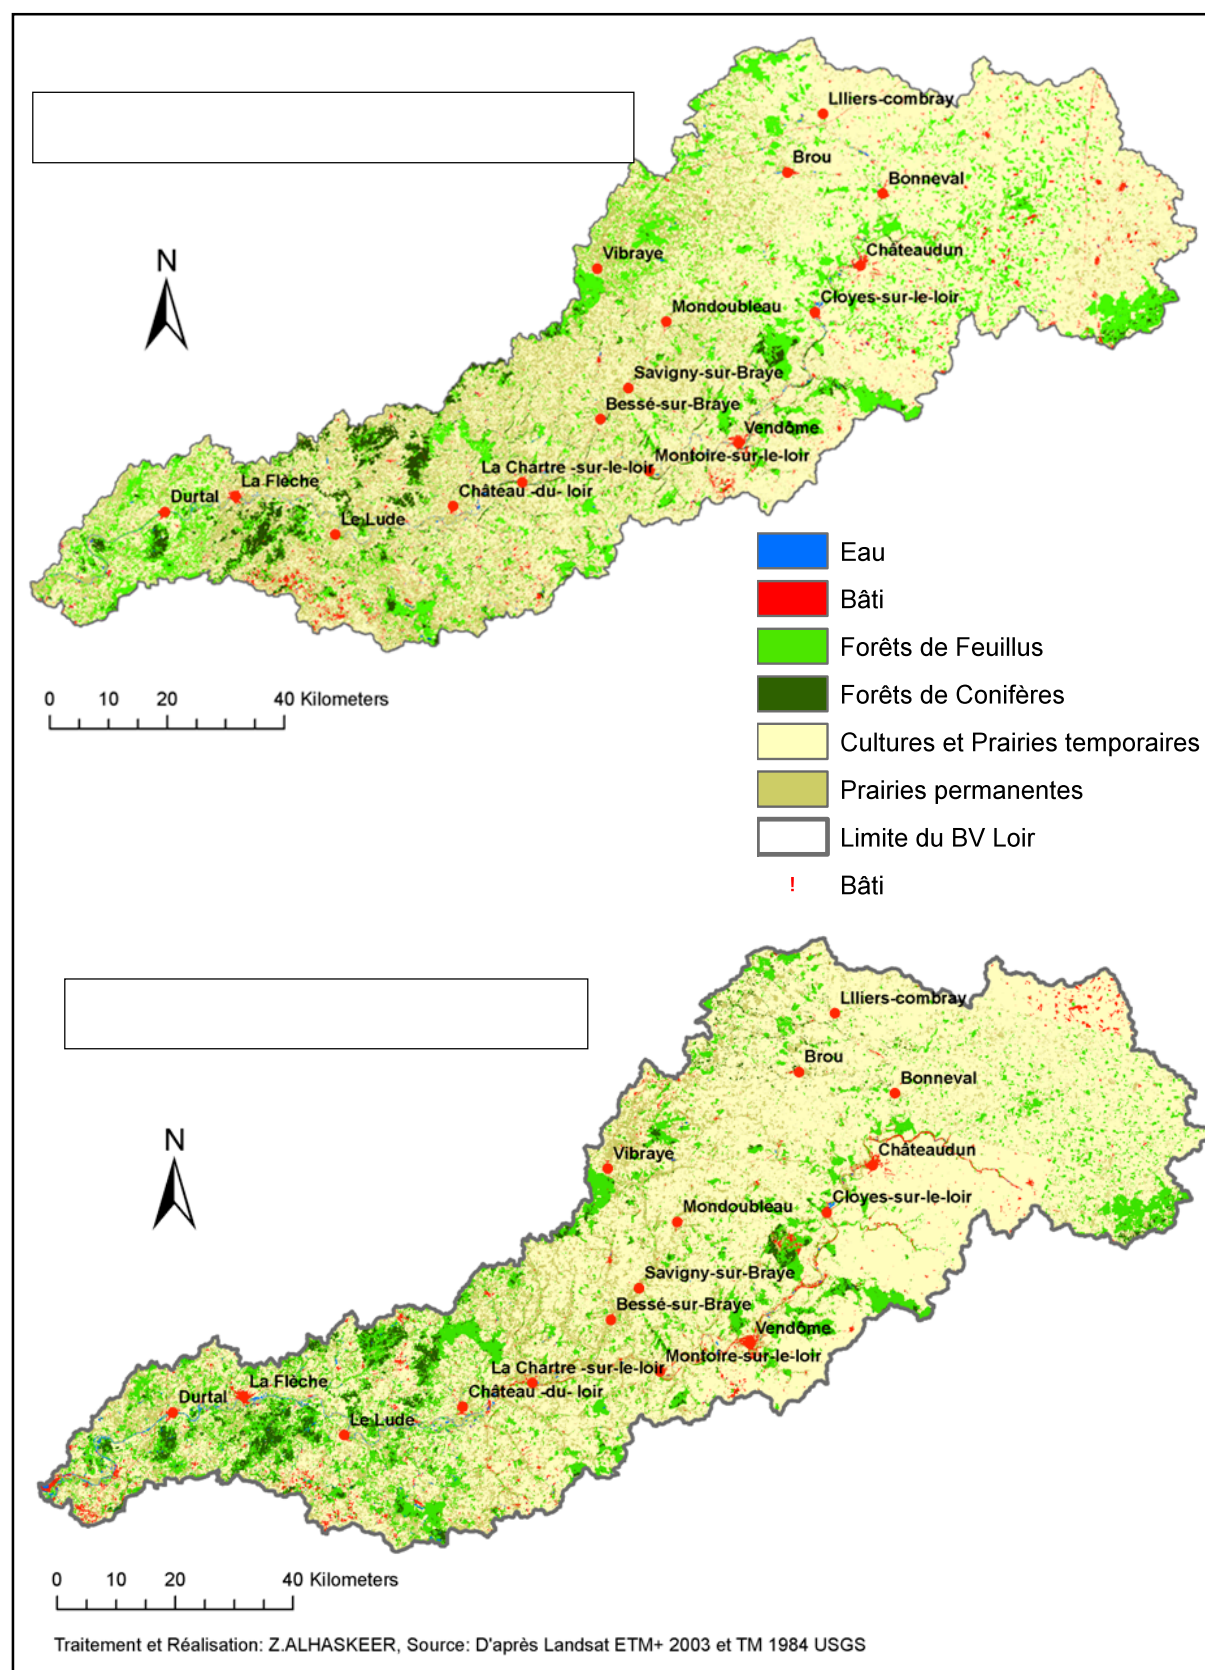 LIliers-combray
Brou
Bonneval
Vibraye
Châteaudun
Cloyes-sur-le-loir
Mondoubleau
Savigny-sur-Braye
Bessé-sur-Braye
Vendôme
Montoire-sur-le-loir
La Chartre -sur-le-loir
Château -du- loir
La Flèche
Durtal
Le Lude
N
0 10 20 40 Kilometers
Eau
Bâti
Forêts de Feuillus
Forêts de Conifères
Cultures et Prairies temporaires
Prairies permanentes
Limite du BV Loir
! Bâti
LIliers-combray
Brou
Bonneval
Châteaudun
Vibraye
Cloyes-sur-le-loir
Mondoubleau
Savigny-sur-Braye
Bessé-sur-Braye
Vendôme
Montoire-sur-le-loir
La Chartre -sur-le-loir
Château -du- loir
La Flèche
Durtal
Le Lude
N
0 10 20 40 Kilometers
Traitement et Réalisation: Z.ALHASKEER, Source: D'après Landsat ETM+ 2003 et TM 1984 USGS